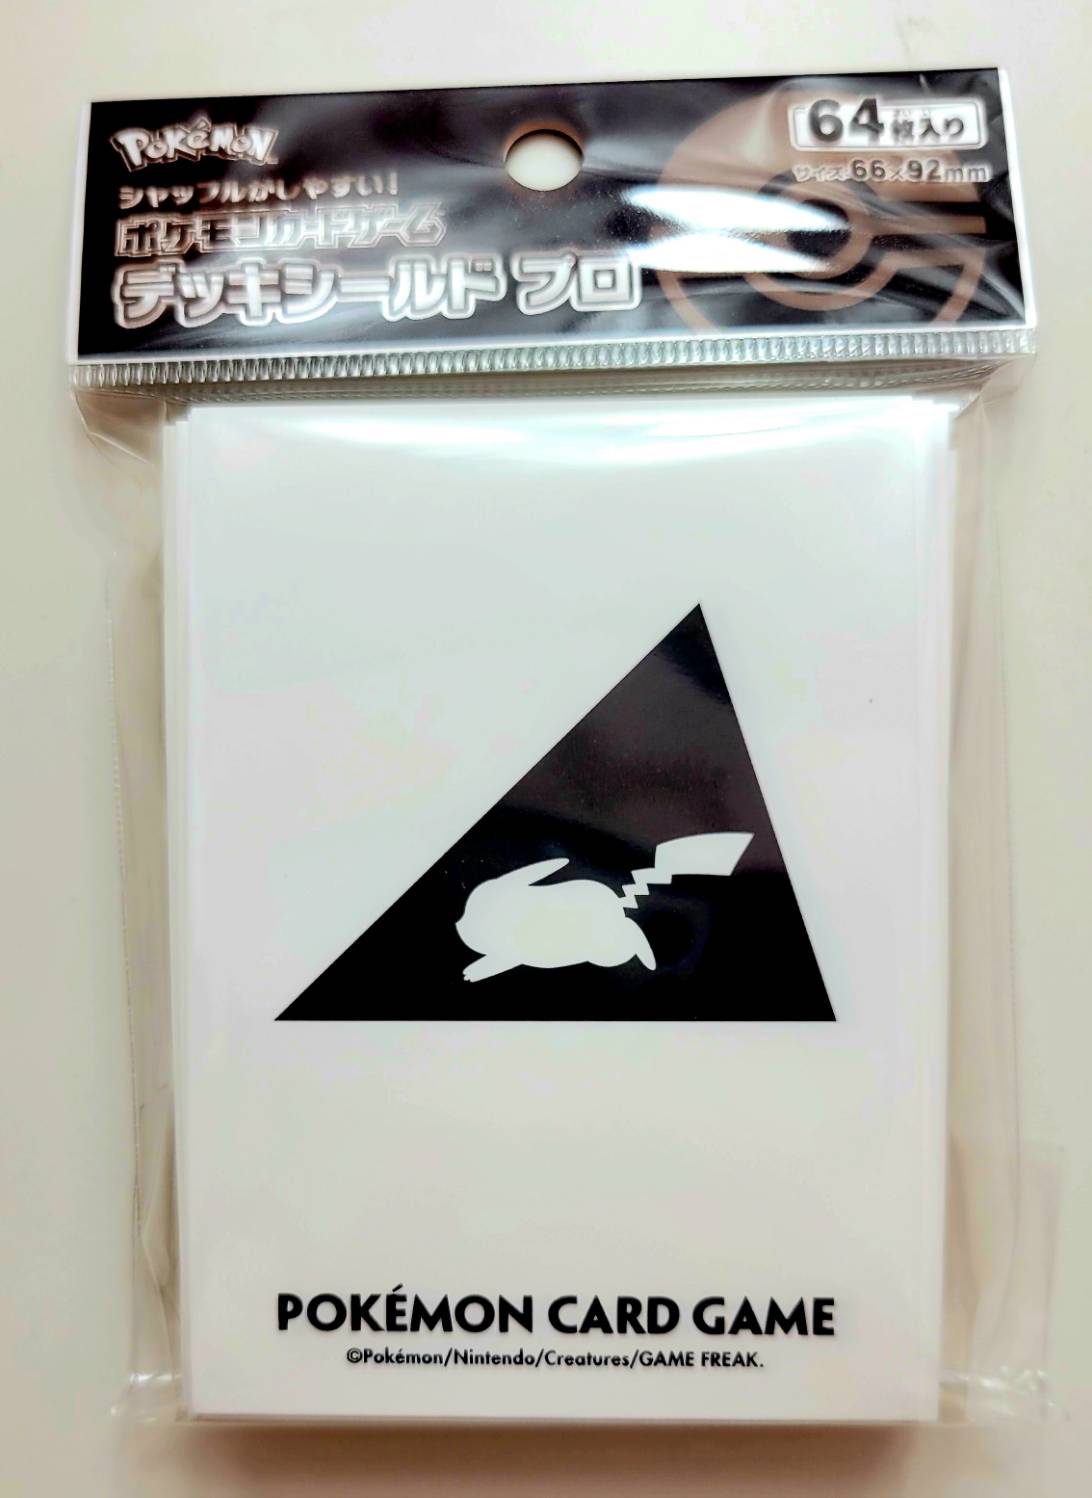 Pokémon
シャッフルがしやすい!
ポケモンカードゲーム
デッキシールド プロ
64枚入り
サイズ:66×92mm
POKÉMON CARD GAME
©Pokémon/Nintendo/Creatures/GAME FREAK.